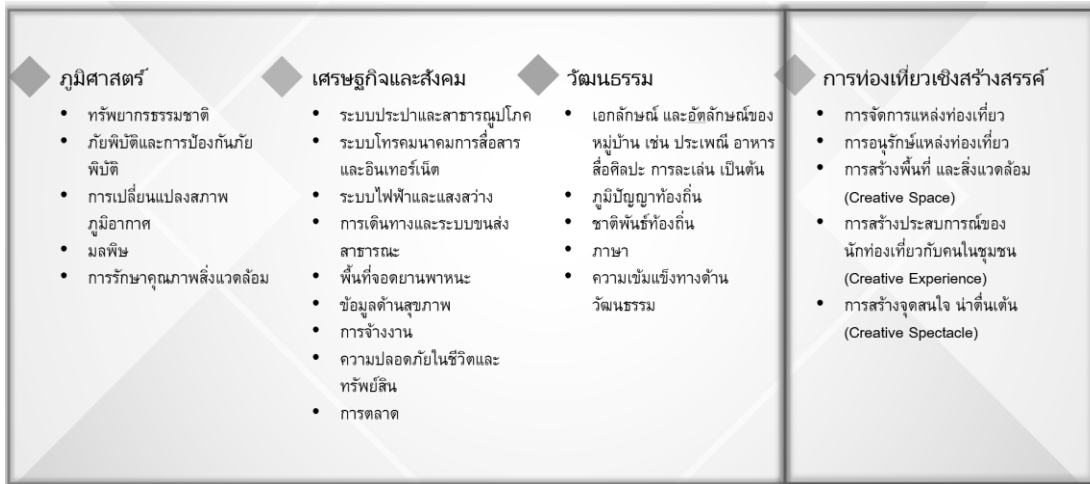 ภูมิศาสตร์
• ทรัพยากรธรรมชาติ
• ภัยพิบัติและการป้องกันภัย
พิบัติ
• การเปลี่ยนแปลงสภาพ
ภูมิอากาศ
• มลพิษ
• การรักษาคุณภาพสิ่งแวดล้อม
เศรษฐกิจและสังคม
• ระบบประปาและสาธารณูปโภค
• ระบบโทรคมนาคมการสื่อสาร
และอินเทอร์เน็ต
• ระบบไฟฟ้าและแสงสว่าง
• การเดินทางและระบบขนส่ง
สาธารณะ
• พื้นที่จอดยานพาหนะ
• ข้อมูลด้านสุขภาพ
• การจ้างงาน
• ความปลอดภัยในชีวิตและ
ทรัพย์สิน
• การตลาด
วัฒนธรรม
• เอกลักษณ์ และอัตลักษณ์ของ
หมู่บ้าน เช่น ประเพณี อาหาร
สื่อศิลปะ การละเล่น เป็นต้น
• ภูมิปัญญาท้องถิ่น
• ชาติพันธ์ท้องถิ่น
• ภาษา
• ความเข้มแข็งทางด้าน
วัฒนธรรม
การท่องเที่ยวเชิงสร้างสรรค์
• การจัดการแหล่งท่องเที่ยว
• การอนุรักษ์แหล่งท่องเที่ยว
• การสร้างพื้นที่ และสิ่งแวดล้อม
(Creative Space)
• การสร้างประสบการณ์ของ
นักท่องเที่ยวกับคนในชุมชน
(Creative Experience)
• การสร้างจุดสนใจ น่าตื่นเต้น
(Creative Spectacle)